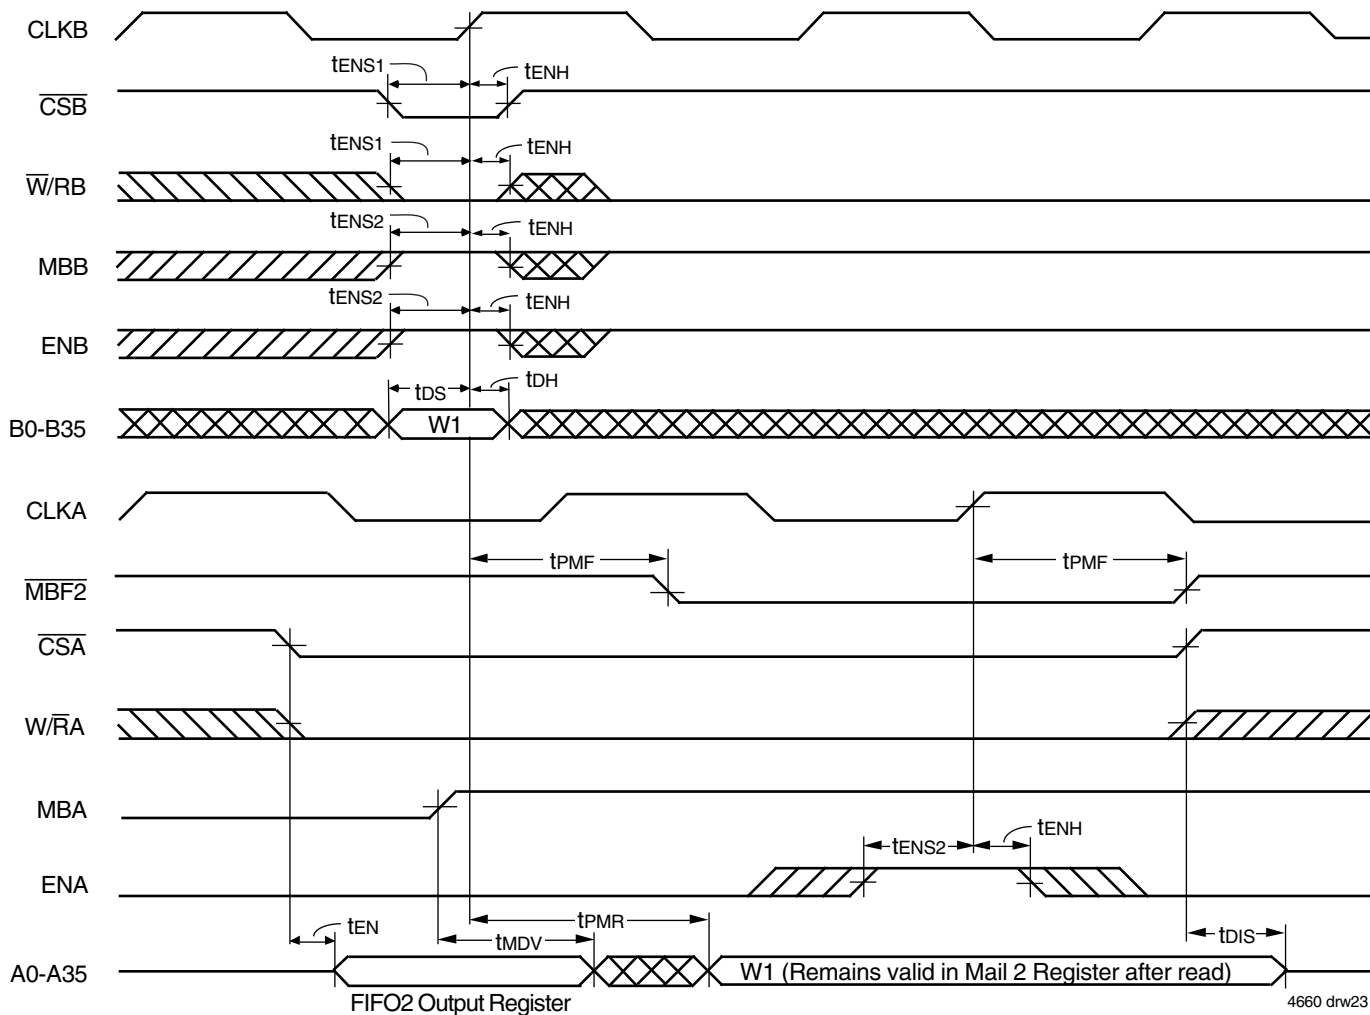 CLKB
tENS1
tENH
CSB
tENS1
tENH
W/RB
tENS2
tENH
MBB
tENS2
tENH
ENB
tDS
tDH
B0-B35
W1
CLKA
tPMF
tPMF
MBF2
CSA
W/RA
MBA
tENS2
tENH
ENA
tEN
tPMR
tMDV
tDIS
A0-A35
W1 (Remains valid in Mail 2 Register after read)
FIFO2 Output Register
4660 drw23